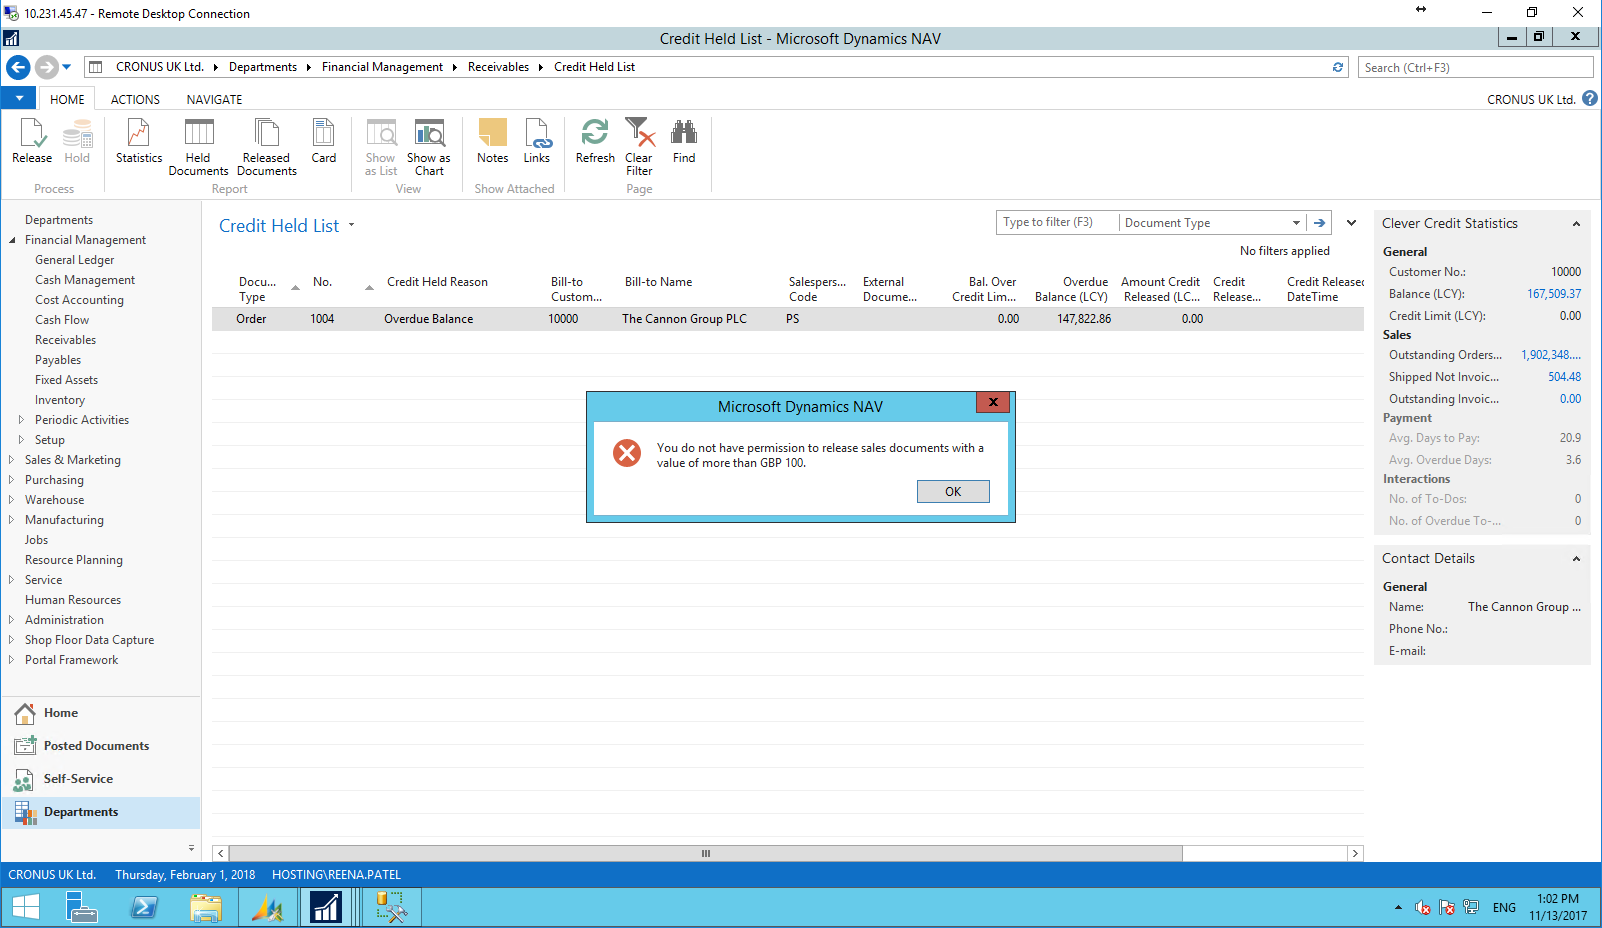 10.231.45.47 - Remote Desktop Connection
Credit Held List - Microsoft Dynamics NAV
CRONUS UK Ltd. Departments Financial Management Receivables Credit Held List
Search (Ctrl+F3)
HOME ACTIONS NAVIGATE
CRONUS UK Ltd.
Release Hold
Process
Statistics Held Documents Released Documents Card
Report
Show as List Show as Chart
View
Notes Links
Show Attached
Refresh Clear Filter Find
Page
Departments
Financial Management
General Ledger
Cash Management
Cost Accounting
Cash Flow
Receivables
Payables
Fixed Assets
Inventory
Periodic Activities
Setup
Sales & Marketing
Purchasing
Warehouse
Manufacturing
Jobs
Resource Planning
Service
Human Resources
Administration
Shop Floor Data Capture
Portal Framework
Home
Posted Documents
Self-Service
Departments
Credit Held List
Type to filter (F3) Document Type
No filters applied
Docu... Type No. Credit Held Reason Bill-to Custom... Bill-to Name Salespers... Code External Docume... Bal. Over Credit Lim... Overdue Balance (LCY) Amount Credit Released (LC... Credit Release... Credit Released DateTime
Order 1004 Overdue Balance 10000 The Cannon Group PLC PS 0.00 147,822.86 0.00
Microsoft Dynamics NAV
You do not have permission to release sales documents with a
value of more than GBP 100.
OK
Clever Credit Statistics
General
Customer No.: 10000
Balance (LCY): 167,509.37
Credit Limit (LCY): 0.00
Sales
Outstanding Orders... 1,902,348....
Shipped Not Invoic... 504.48
Outstanding Invoic... 0.00
Payment
Avg. Days to Pay: 20.9
Avg. Overdue Days: 3.6
Interactions
No. of To-Dos: 0
No. of Overdue To-... 0
Contact Details
General
Name: The Cannon Group ...
Phone No.:
E-mail:
CRONUS UK Ltd. Thursday, February 1, 2018 HOSTING\REENA.PATEL
ENG
1:02 PM
11/13/2017